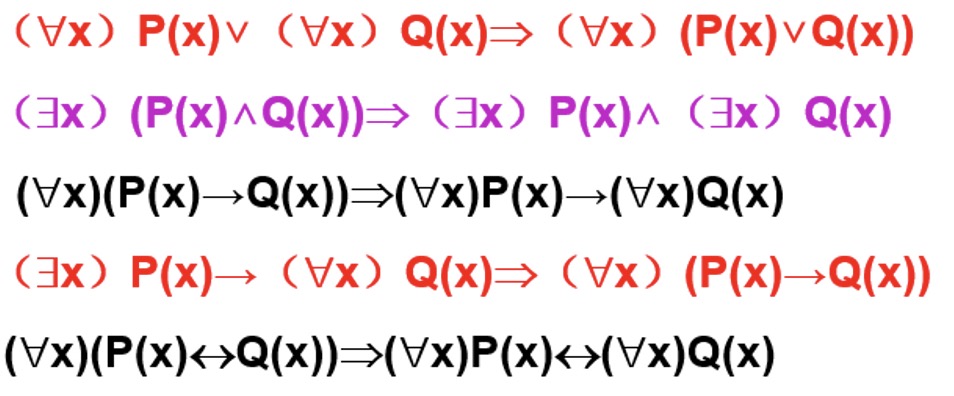 （∀x）P(x)∨（∀x）Q(x)⇒（∀x）(P(x)∨Q(x))
（∃x）(P(x)∧Q(x))⇒（∃x）P(x)∧（∃x）Q(x)
(∀x)(P(x)→Q(x))⇒(∀x)P(x)→(∀x)Q(x)
（∃x）P(x)→（∀x）Q(x)⇒（∀x）(P(x)→Q(x))
(∀x)(P(x)↔Q(x))⇒(∀x)P(x)↔(∀x)Q(x)